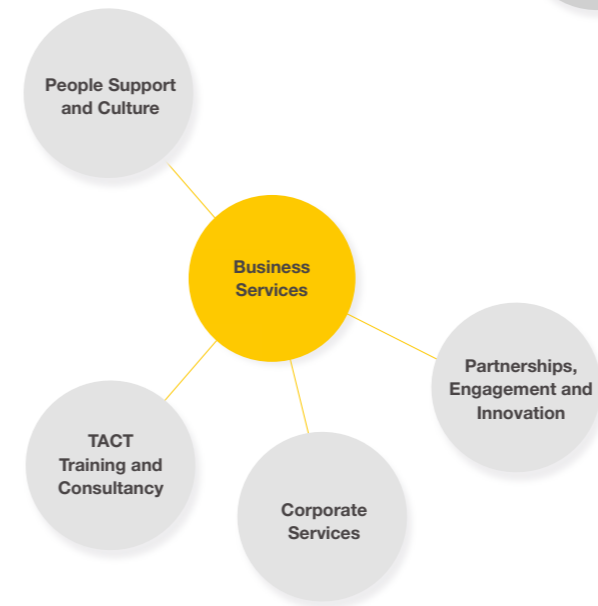 People Support
and Culture
Business
Services
Partnerships,
Engagement and
Innovation
TACT
Training and
Consultancy
Corporate
Services